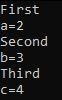 First
a=2
Second
b=3
Third
c=4